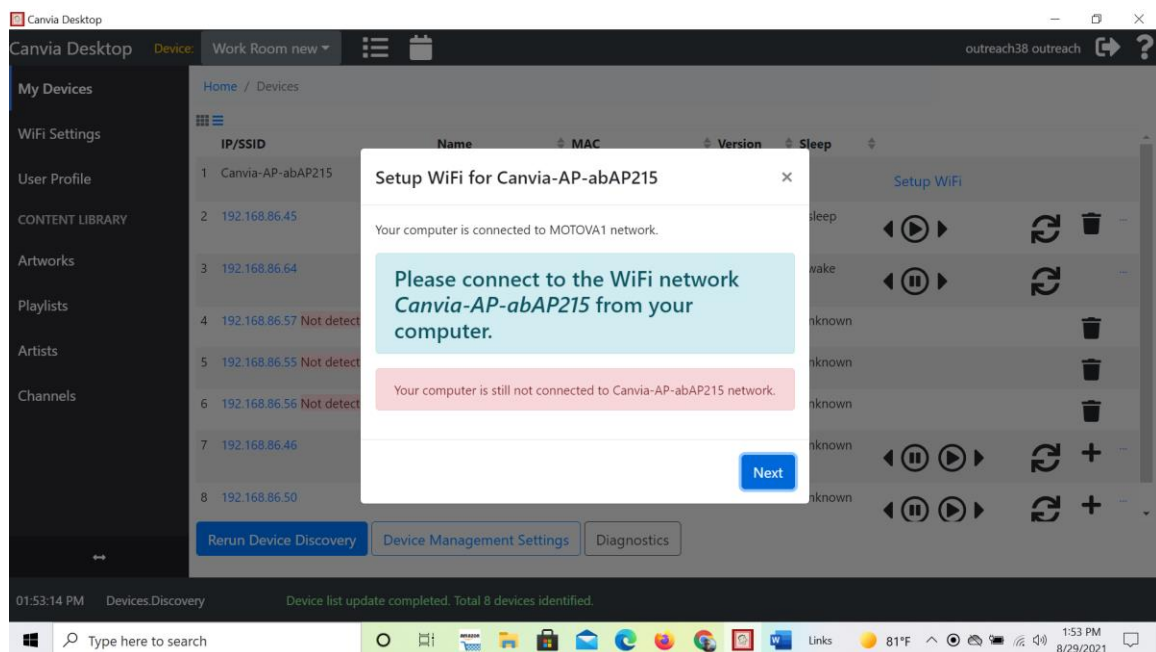 Canvia Desktop
Canvia Desktop Device: Work Room new outreach38 outreach ?
My Devices
WiFi Settings
User Profile
CONTENT LIBRARY
Artworks
Playlists
Artists
Channels
Home / Devices
IP/SSID Name MAC Version Sleep
1 Canvia-AP-abAP215 Setup WiFi
2 192.168.86.45 sleep
3 192.168.86.64 wake
4 192.168.86.57 Not detect nknown
5 192.168.86.55 Not detect nknown
6 192.168.86.56 Not detect nknown
7 192.168.86.46 nknown
8 192.168.86.50 nknown
Setup WiFi for Canvia-AP-abAP215 ×
Your computer is connected to MOTOVA1 network.
Please connect to the WiFi network
Canvia-AP-abAP215 from your
computer.
Your computer is still not connected to Canvia-AP-abAP215 network.
Next
Rerun Device Discovery Device Management Settings Diagnostics
01:53:14 PM Devices.Discovery Device list update completed. Total 8 devices identified.
Type here to search amazon Links 81°F 1:53 PM
8/29/2021